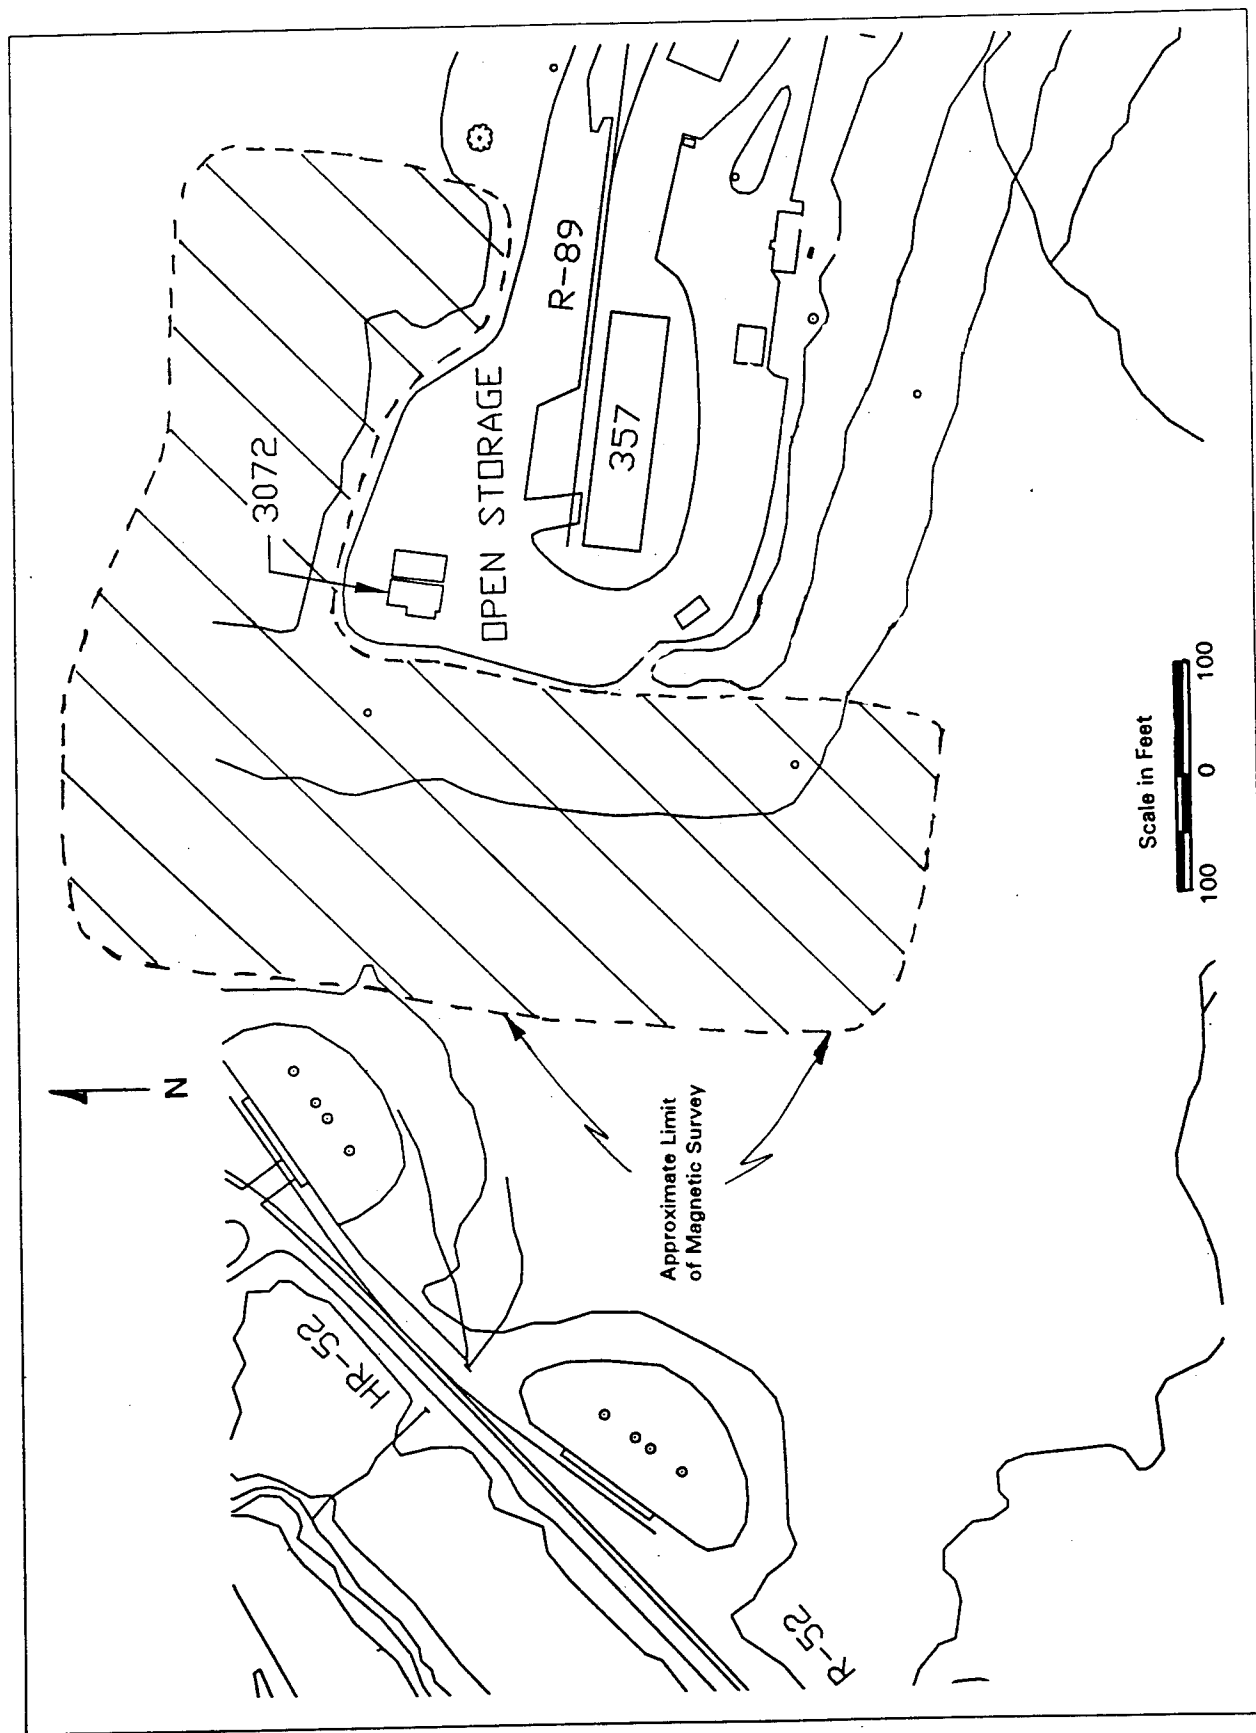 N
HR-52
R-52
3072
OPEN STORAGE
R-89
357
Approximate Limit
of Magnetic Survey
Scale in Feet
100 0 100